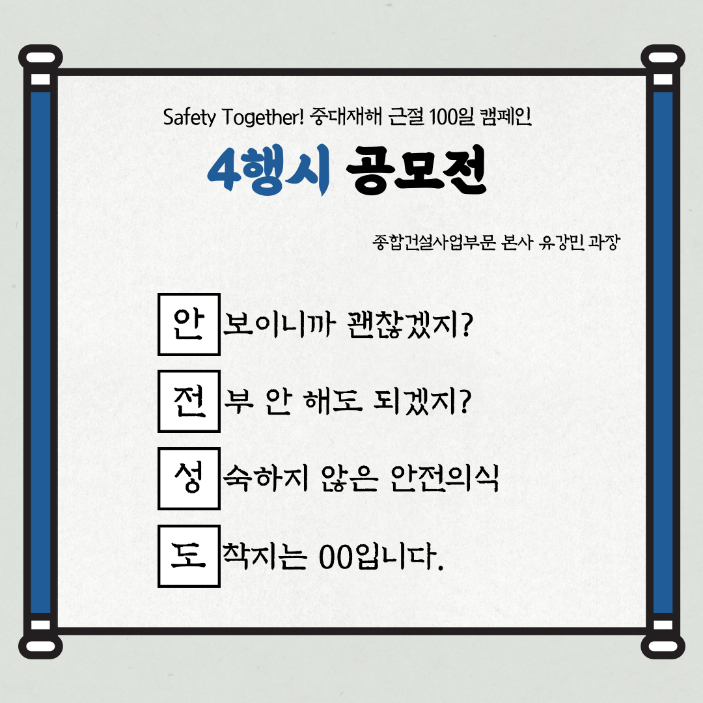 Safety Together! 중대재해 근절 100일 캠페인
4행시 공모전
종합건설사업부문 본사 유강민 과장
안보이니까 괜찮겠지?
전부 안 해도 되겠지?
성숙하지 않은 안전의식
도착지는 00입니다.